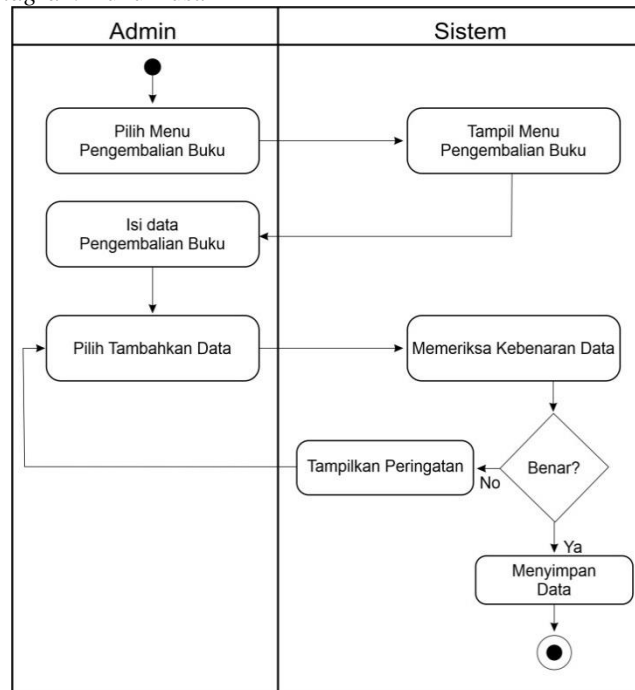 Admin
Sistem
Pilih Menu
Pengembalian Buku
Tampil Menu
Pengembalian Buku
Isi data
Pengembalian Buku
Pilih Tambahkan Data
Memeriksa Kebenaran Data
Tampilkan Peringatan
No
Benar?
Ya
Menyimpan
Data